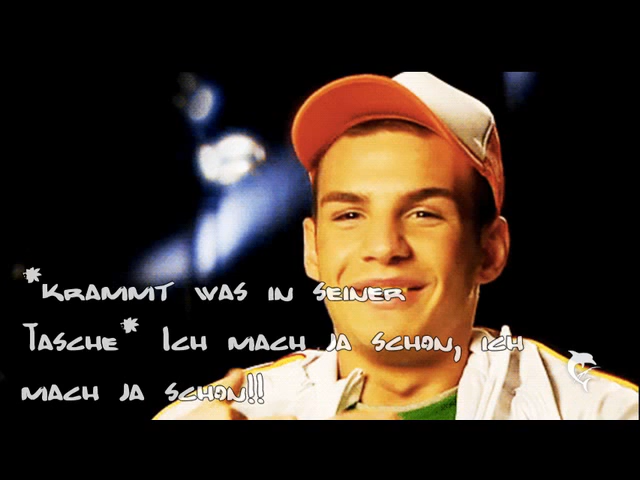 *Krammt was in seiner
Tasche* Ich mach ja schon, ich
mach ja schon!!